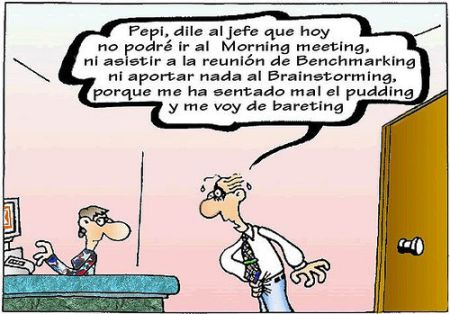 Pepi, dile al jefe que hoy
no podré ir al Morning meeting,
ni asistir a la reunión de Benchmarking
ni aportar nada al Brainstorming,
porque me ha sentado mal el pudding
y me voy de bareting